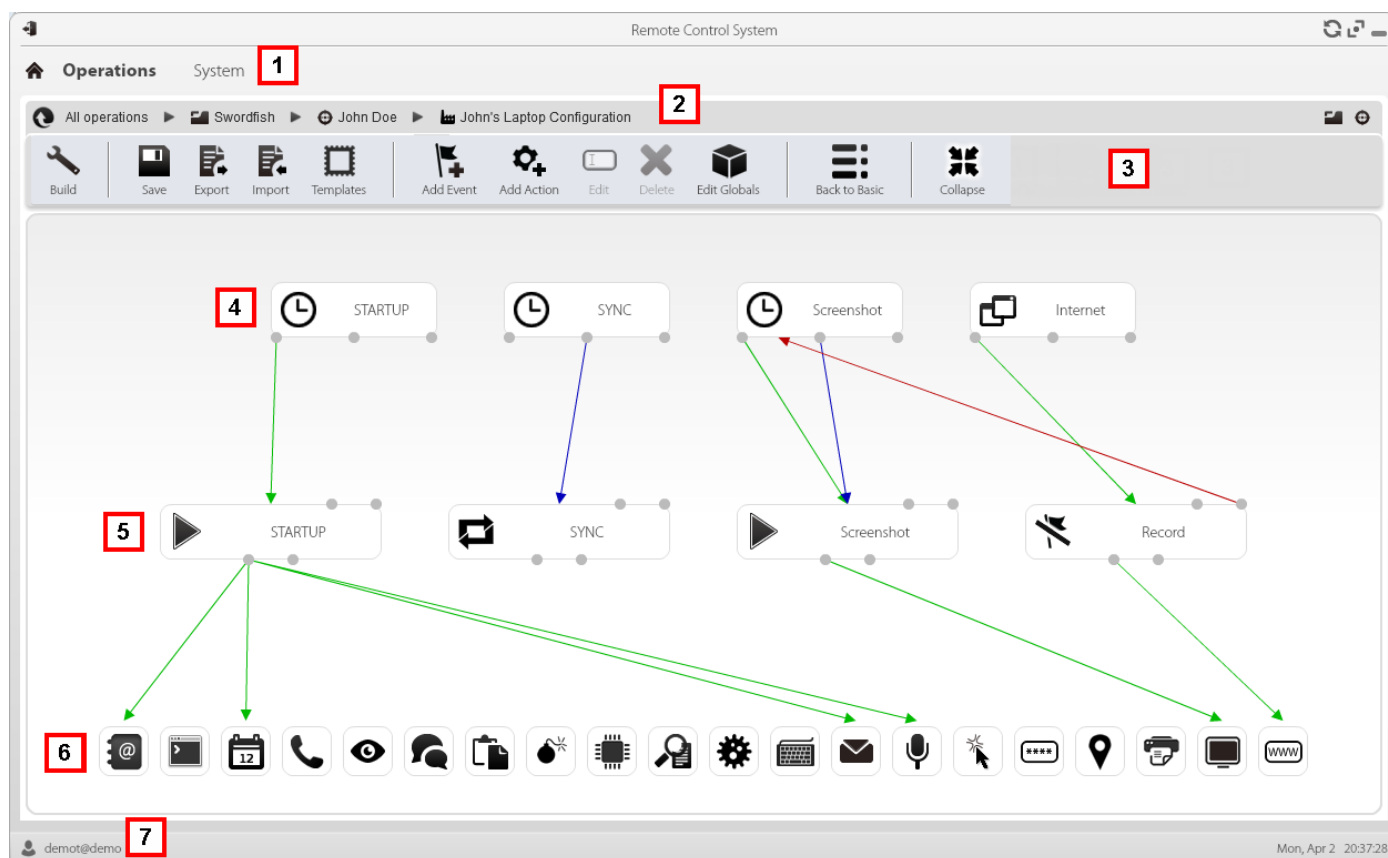 Remote Control System
Operations System 1
2
All operations Swordfish John Doe John's Laptop Configuration
Build Save Export Import Templates Add Event Add Action Edit Delete Edit Globals Back to Basic Collapse 3
4 STARTUP SYNC Screenshot Internet
5 STARTUP SYNC Screenshot Record
6 @ 12 **** www
7
demot@demo Mon, Apr 2 20:37:28